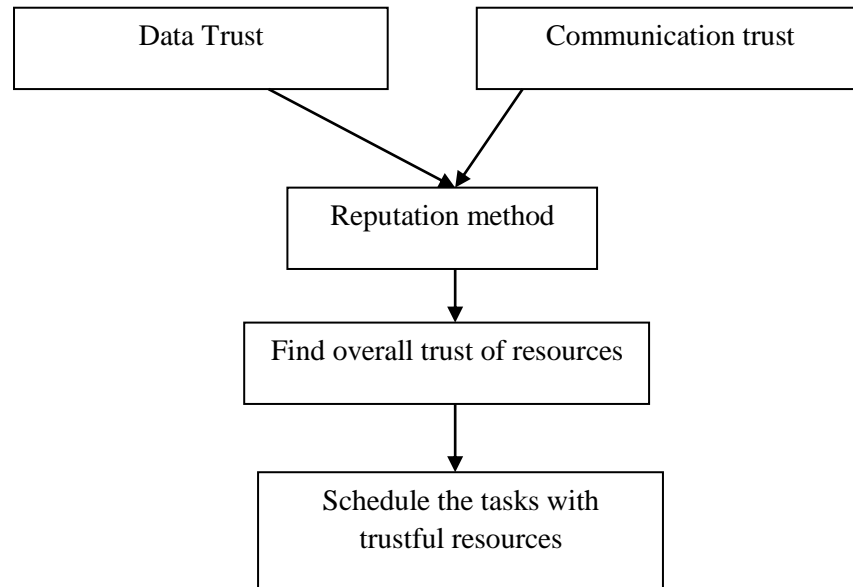 Data Trust
Communication trust
Reputation method
Find overall trust of resources
Schedule the tasks with
trustful resources